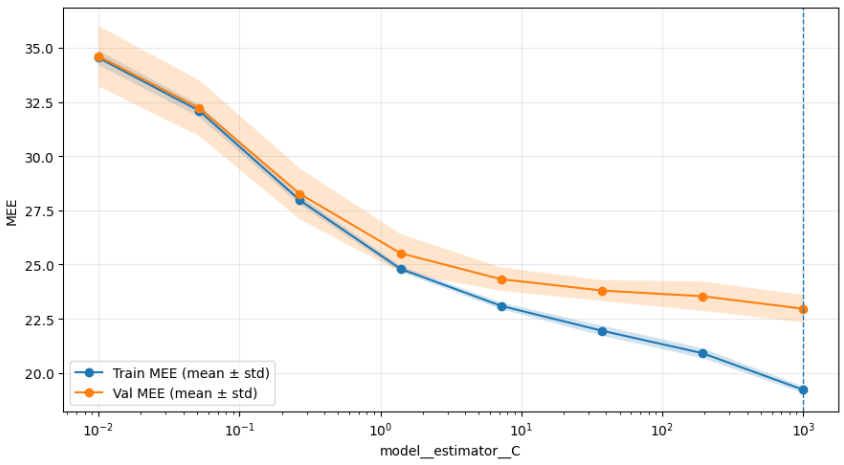 35.0
32.5
30.0
27.5
25.0
22.5
20.0
MEE
Train MEE (mean ± std)
Val MEE (mean ± std)
10⁻² 10⁻¹ 10⁰ 10¹ 10² 10³
model__estimator__C